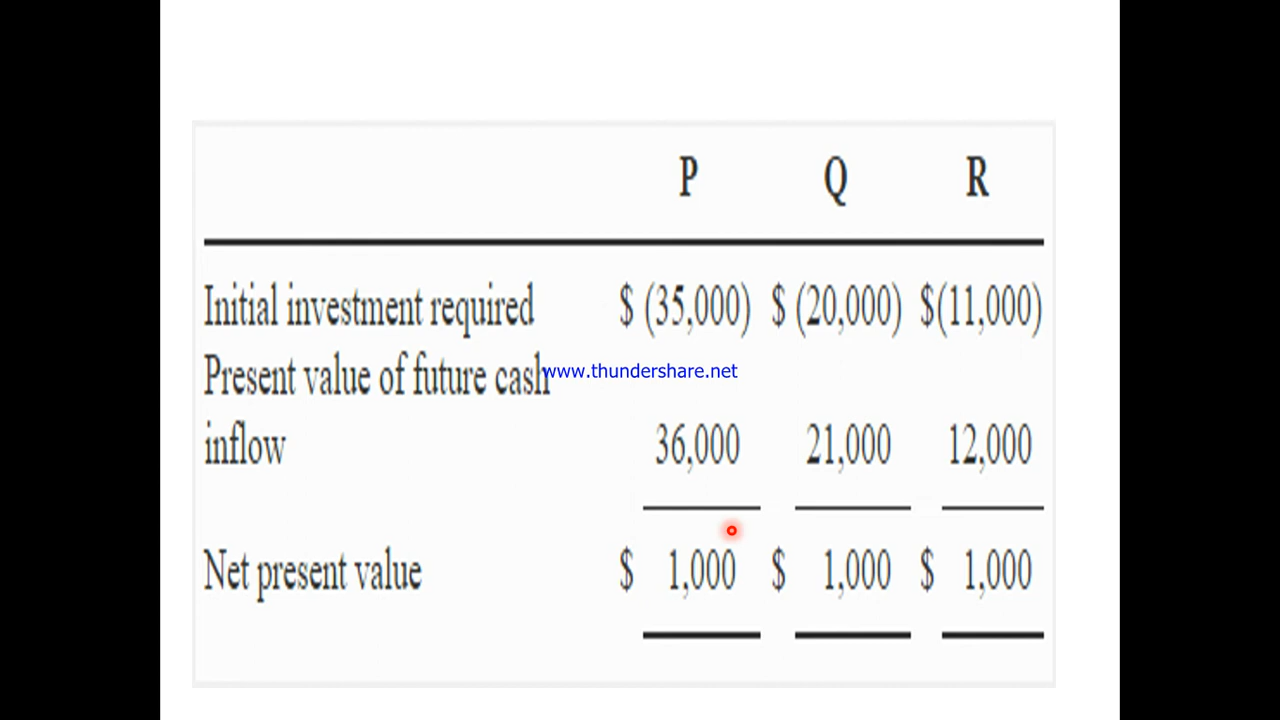 P Q R
Initial investment required $ (35,000) $ (20,000) $(11,000)
Present value of future cash
www.thundershare.net
inflow 36,000 21,000 12,000
Net present value $ 1,000 $ 1,000 $ 1,000